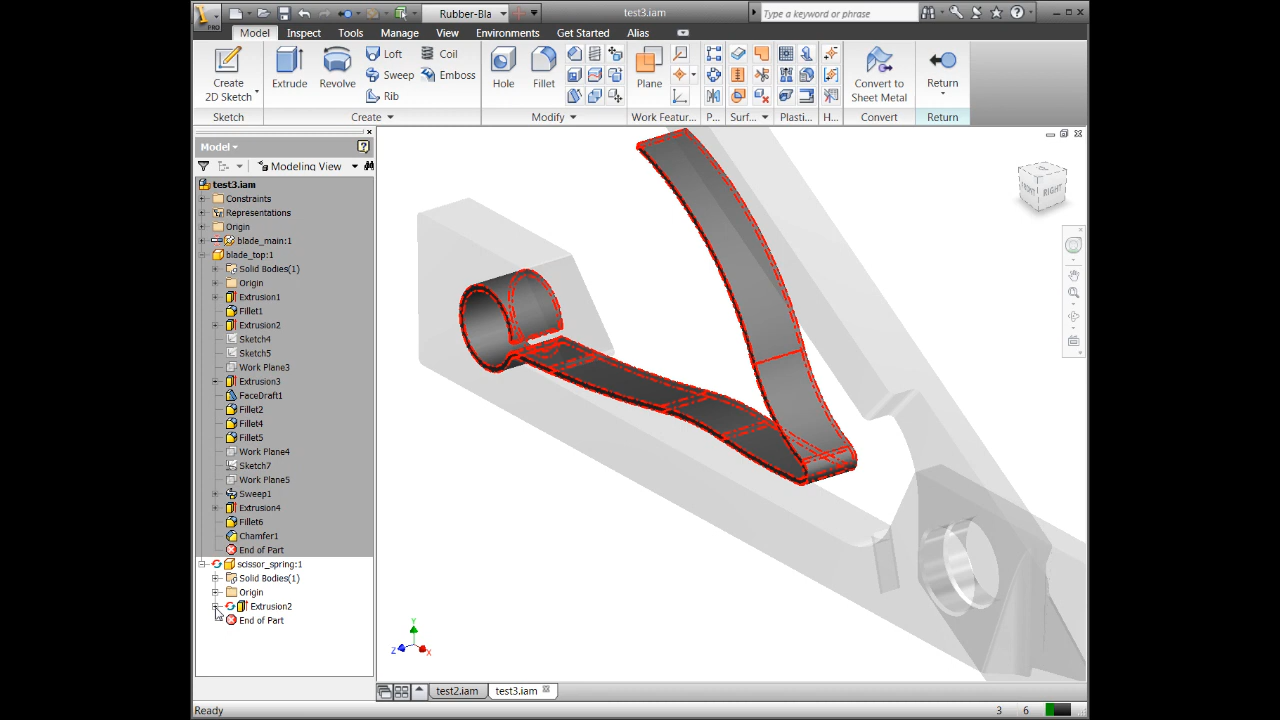 PRO
Rubber-Bla
test3.iam
Type a keyword or phrase
Model Inspect Tools Manage View Environments Get Started Alias
Create
2D Sketch
Extrude
Revolve
Loft
Sweep
Rib
Coil
Emboss
Hole
Fillet
Plane
Convert to
Sheet Metal
Return
Sketch Create Modify Work Featur... P... Surf... Plasti... H... Convert Return
Model
Modeling View
test3.iam
Constraints
Representations
Origin
blade_main:1
blade_top:1
Solid Bodies(1)
Origin
Extrusion1
Fillet1
Extrusion2
Sketch4
Sketch5
Work Plane3
Extrusion3
FaceDraft1
Fillet2
Fillet4
Fillet5
Work Plane4
Sketch7
Work Plane5
Sweep1
Extrusion4
Fillet6
Chamfer1
End of Part
scissor_spring:1
Solid Bodies(1)
Origin
Extrusion2
End of Part
FRONT RIGHT
Y
Z X
test2.iam test3.iam
Ready 3 6